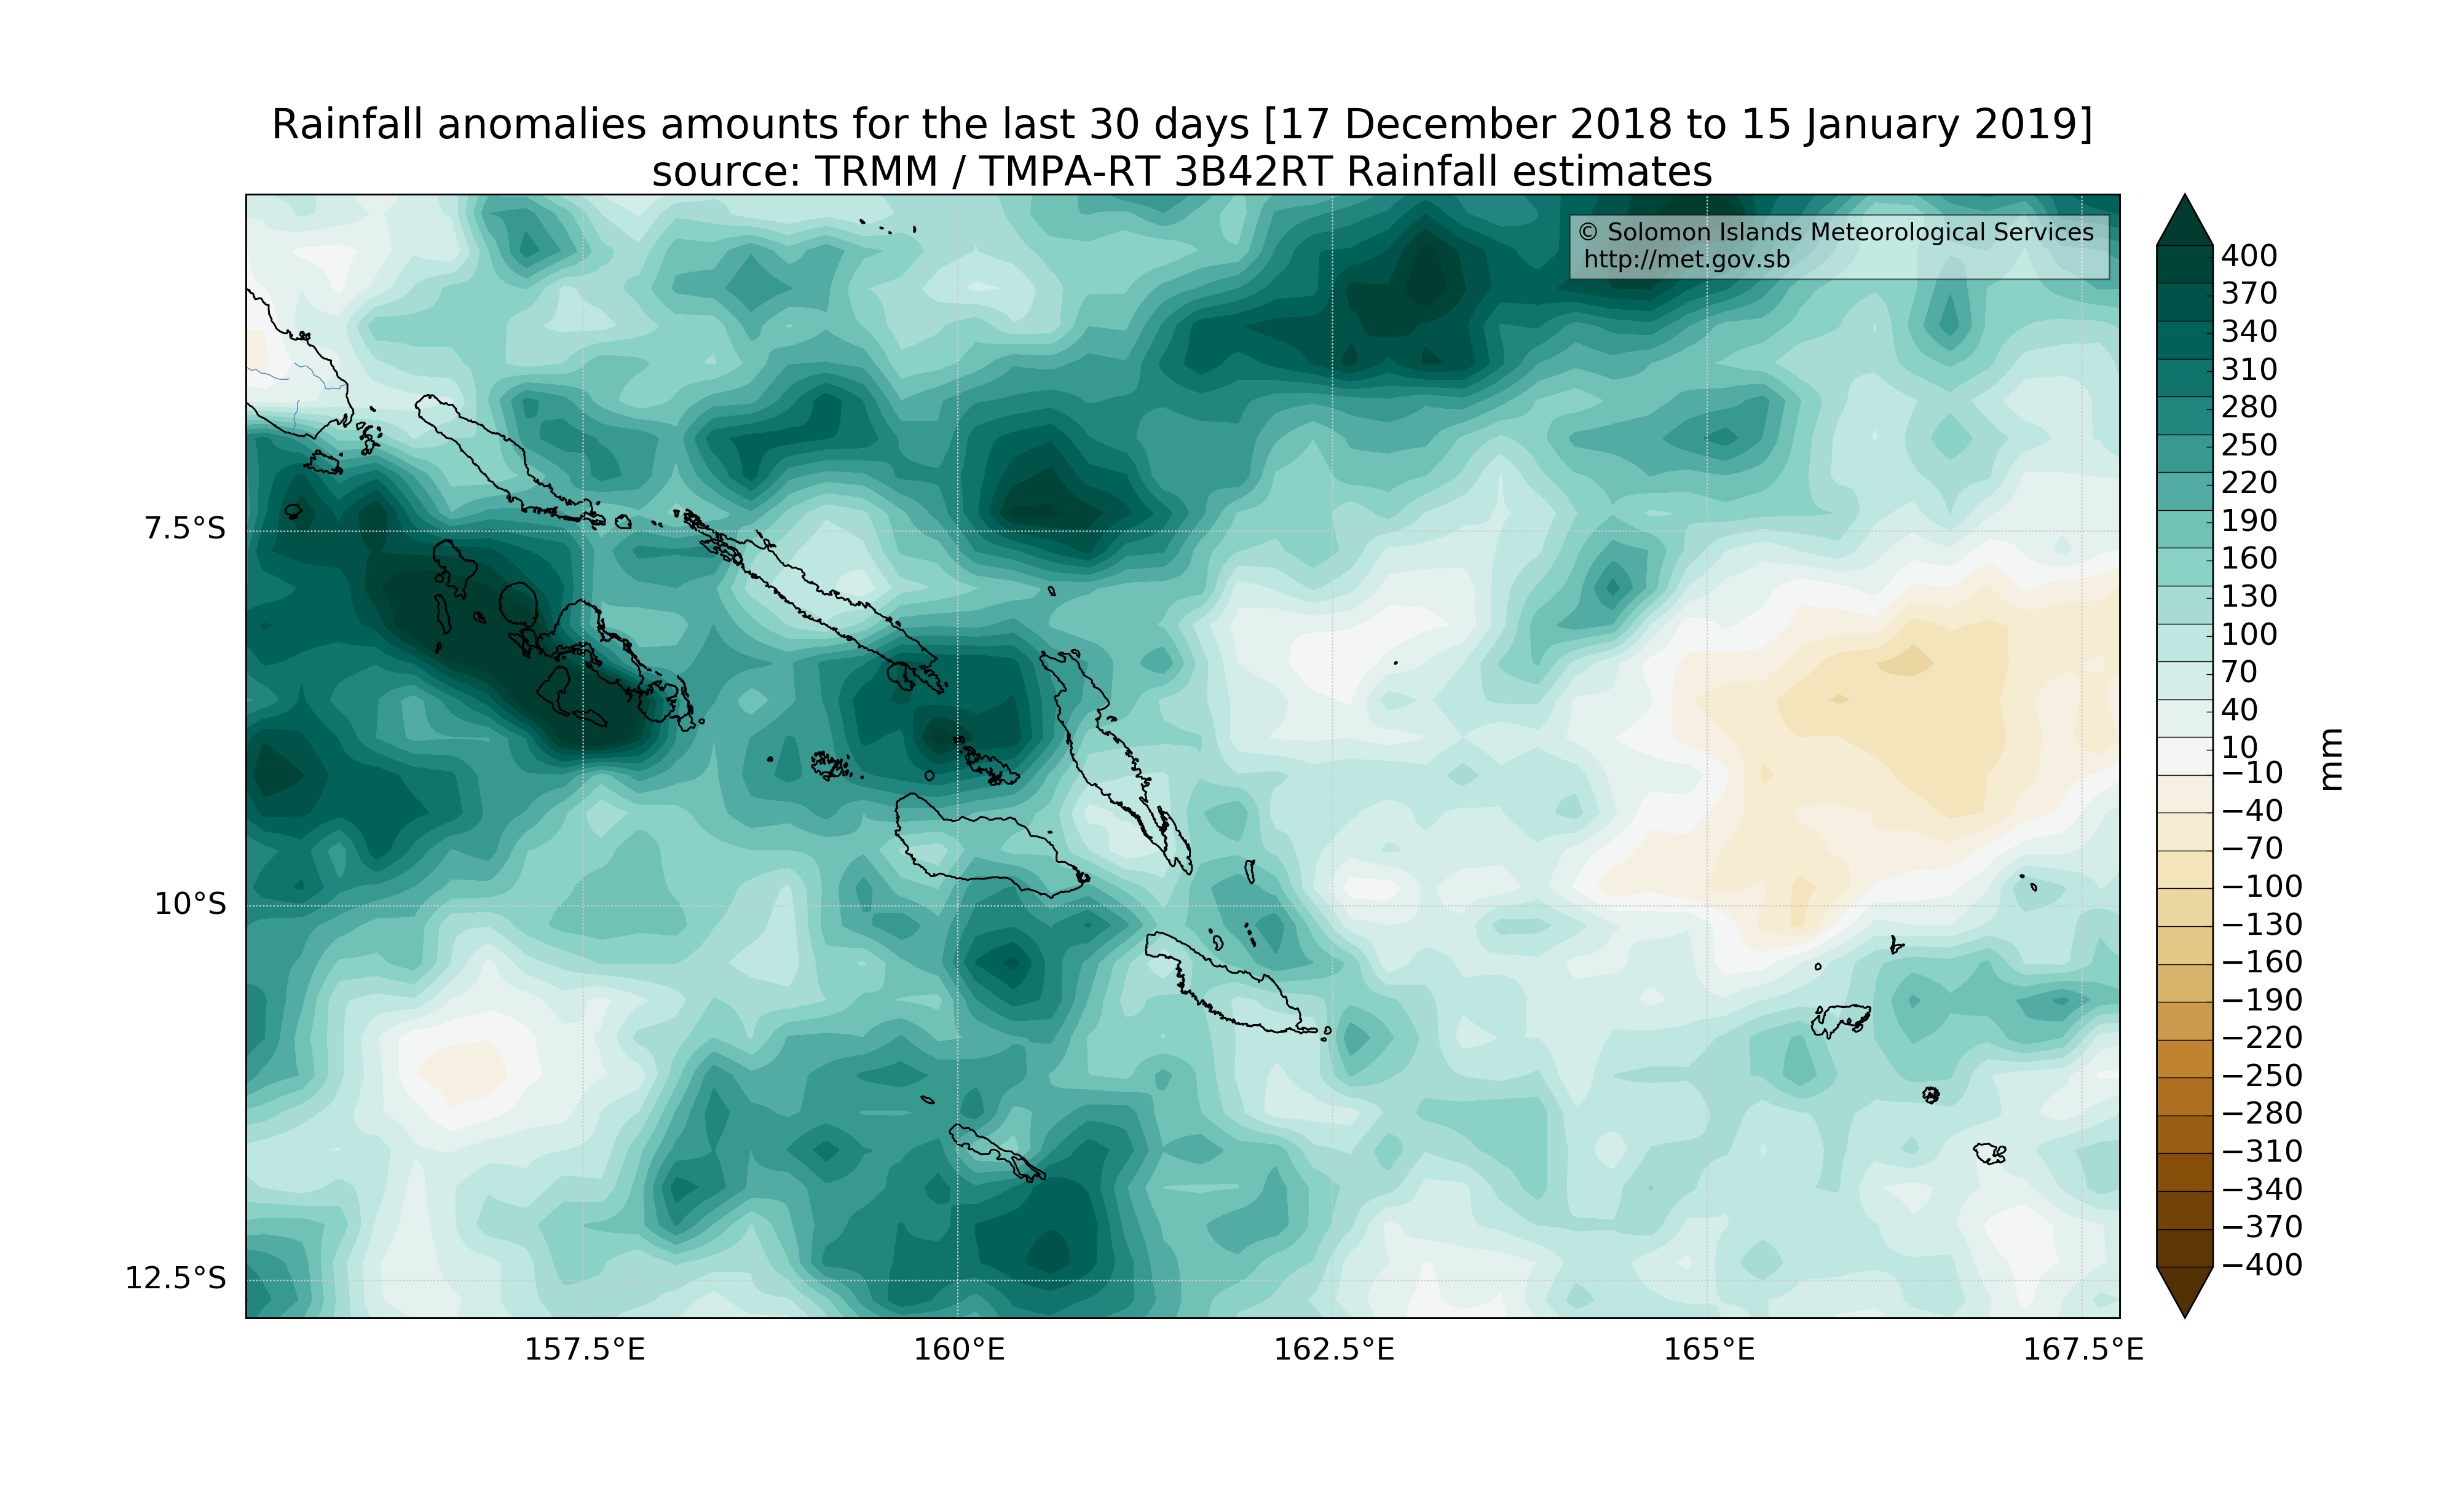 Rainfall anomalies amounts for the last 30 days [17 December 2018 to 15 January 2019]
source: TRMM / TMPA-RT 3B42RT Rainfall estimates
© Solomon Islands Meteorological Services
http://met.gov.sb
7.5°S
10°S
12.5°S
157.5°E
160°E
162.5°E
165°E
167.5°E
400
370
340
310
280
250
220
190
160
130
100
70
40
10
−10
−40
−70
−100
−130
−160
−190
−220
−250
−280
−310
−340
−370
−400
mm